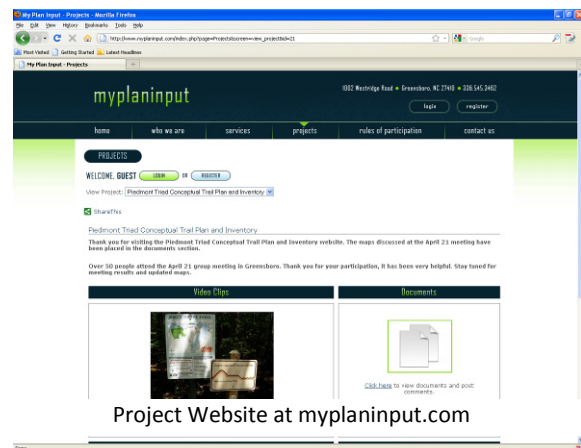 My Plan Input - Projects - Mozilla Firefox
File Edit View History Bookmarks Tools Help
http://www.myplaninput.com/index.php?page=Projects&screen=view_project&id=21
Google
Most Visited Getting Started Latest Headlines
My Plan Input - Projects
myplaninput
1002 Westridge Road • Greensboro, NC 27410 • 336.545.3462
login register
home who we are services projects rules of participation contact us
PROJECTS
WELCOME, GUEST LOGIN OR REGISTER
View Project: Piedmont Triad Conceptual Trail Plan and Inventory
ShareThis
Piedmont Triad Conceptual Trail Plan and Inventory
Thank you for visiting the Piedmont Triad Conceptual Trail Plan and Inventory website. The maps discussed at the April 21 meeting have
been placed in the documents section.
Over 50 people attend the April 21 group meeting in Greensboro. Thank you for your participation, it has been very helpful. Stay tuned for
meeting results and updated maps.
Video Clips Documents
Click here to view documents and post
comments.
Project Website at myplaninput.com